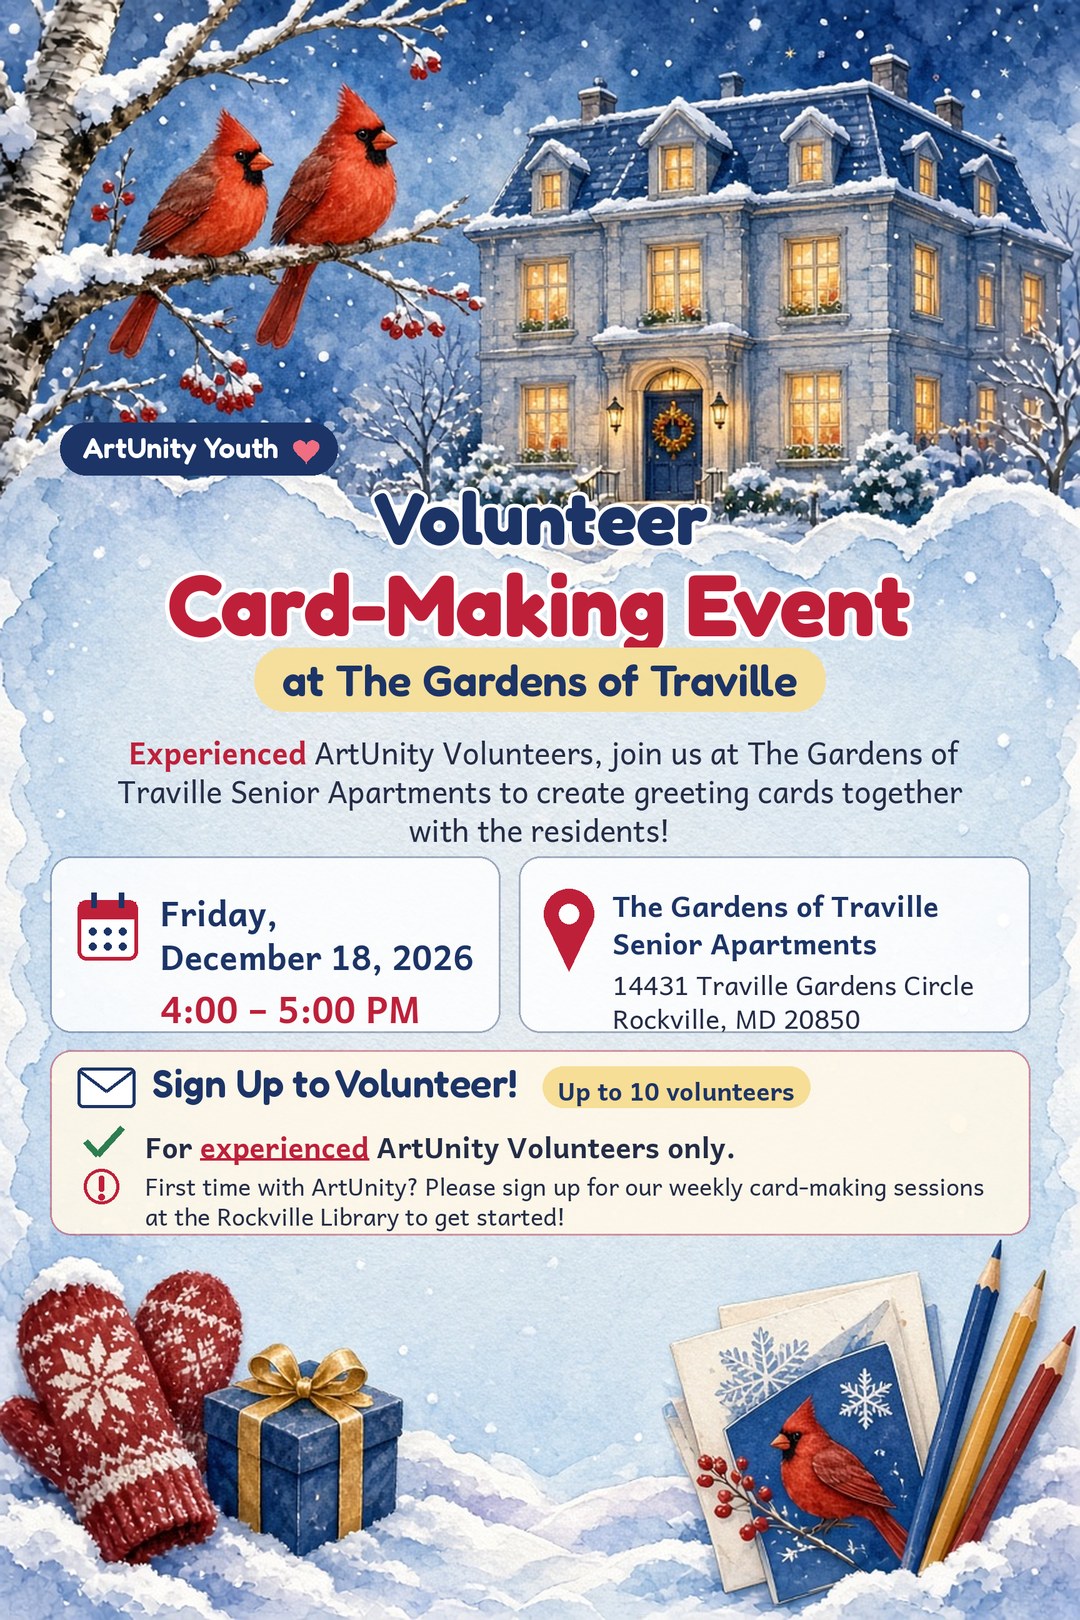 ArtUnity Youth
Volunteer
Card-Making Event
at The Gardens of Traville
Experienced ArtUnity Volunteers, join us at The Gardens of
Traville Senior Apartments to create greeting cards together
with the residents!
Friday,
December 18, 2026
4:00 – 5:00 PM
The Gardens of Traville
Senior Apartments
14431 Traville Gardens Circle
Rockville, MD 20850
Sign Up to Volunteer!
Up to 10 volunteers
For experienced ArtUnity Volunteers only.
First time with ArtUnity? Please sign up for our weekly card-making sessions
at the Rockville Library to get started!